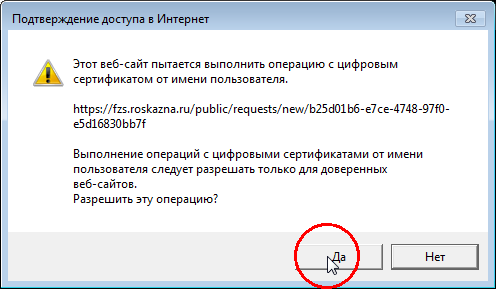 Подтверждение доступа в Интернет
Этот веб-сайт пытается выполнить операцию с цифровым
сертификатом от имени пользователя.
https://fzs.roskazna.ru/public/requests/new/b25d01b6-e7ce-4748-97f0-
e5d16830bb7f
Выполнение операций с цифровыми сертификатами от имени
пользователя следует разрешать только для доверенных
веб-сайтов.
Разрешить эту операцию?
Да
Нет